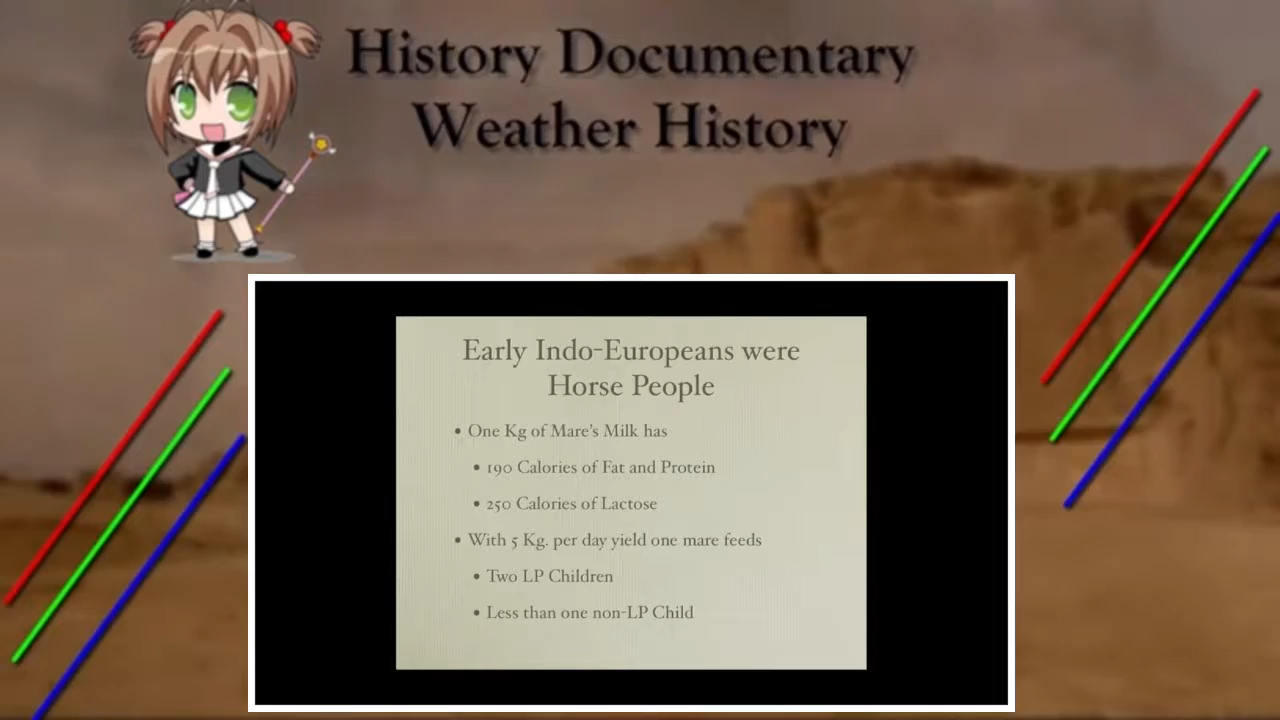 History Documentary
Weather History
Early Indo-Europeans were
Horse People
• One Kg of Mare's Milk has
• 190 Calories of Fat and Protein
• 250 Calories of Lactose
• With 5 Kg. per day yield one mare feeds
• Two LP Children
• Less than one non-LP Child